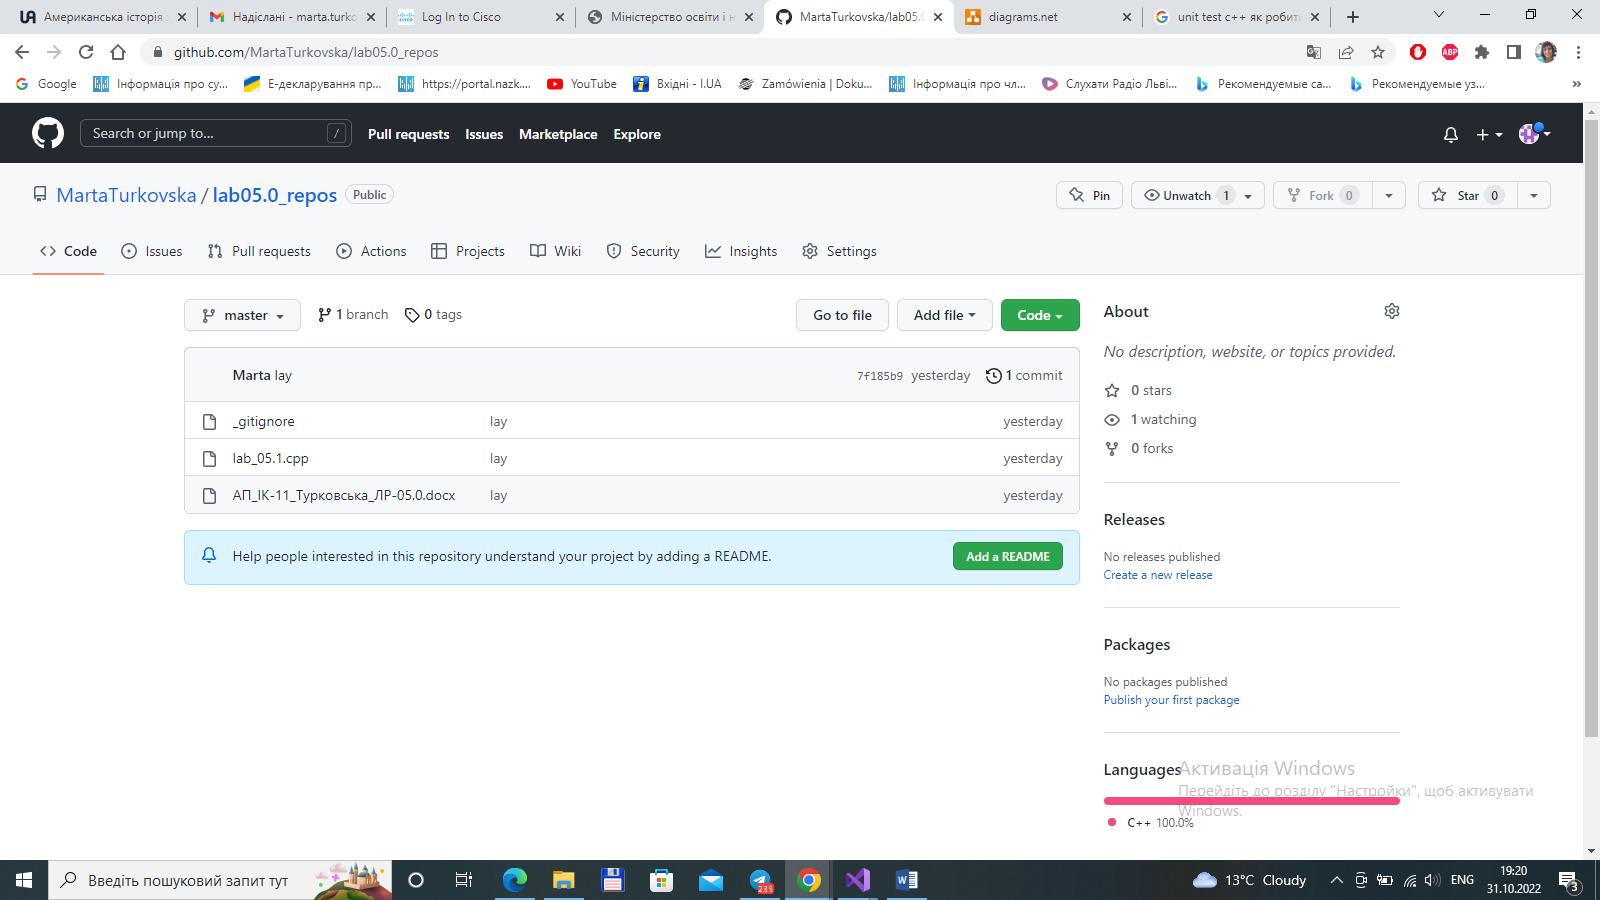 Американська історія
Надіслані - marta.turko
Log In to Cisco
Міністерство освіти і н
MartaTurkovska/lab05.0
diagrams.net
unit test c++ як робит
github.com/MartaTurkovska/lab05.0_repos
Google
Інформація про су...
Е-декларування пр...
https://portal.nazk....
YouTube
Вхідні - I.UA
Zamówienia | Doku...
Інформація про чл...
Слухати Радіо Львів...
Рекомендуемые са...
Рекомендуемые уз...
»
Search or jump to...
/
Pull requests
Issues
Marketplace
Explore
MartaTurkovska / lab05.0_repos
Public
Pin
Unwatch 1
Fork 0
Star 0
Code
Issues
Pull requests
Actions
Projects
Wiki
Security
Insights
Settings
master
1 branch
0 tags
Go to file
Add file
Code
Marta lay
7f185b9 yesterday
1 commit
_gitignore
lay
yesterday
lab_05.1.cpp
lay
yesterday
АП_ІК-11_Турковська_ЛР-05.0.docx
lay
yesterday
Help people interested in this repository understand your project by adding a README.
Add a README
About
No description, website, or topics provided.
0 stars
1 watching
0 forks
Releases
No releases published
Create a new release
Packages
No packages published
Publish your first package
Languages
C++ 100.0%
Активація Windows
Перейдіть до розділу "Настройки", щоб активувати
Windows.
Введіть пошуковий запит тут
235
13°C Cloudy
ENG
19:20
31.10.2022
3